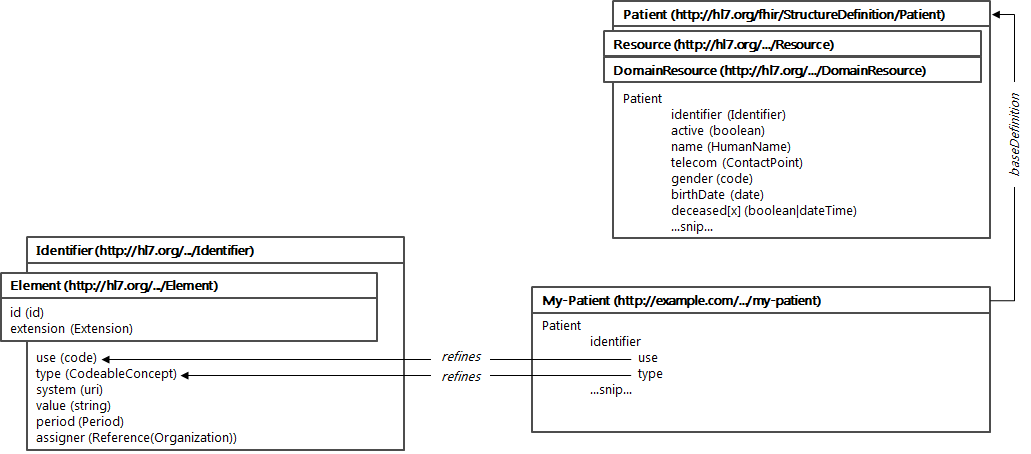 Patient (http://hl7.org/fhir/StructureDefinition/Patient)
Resource (http://hl7.org/.../Resource)
DomainResource (http://hl7.org/.../DomainResource)
Patient
identifier (Identifier)
active (boolean)
name (HumanName)
telecom (ContactPoint)
gender (code)
birthDate (date)
deceased[x] (boolean|dateTime)
...snip...
baseDefinition
Identifier (http://hl7.org/../Identifier)
Element (http://hl7.org/.../Element)
id (id)
extension (Extension)
use (code)
type (CodeableConcept)
system (uri)
value (string)
period (Period)
assigner (Reference(Organization))
refines
refines
My-Patient (http://example.com/../my-patient)
Patient
identifier
use
type
...snip...